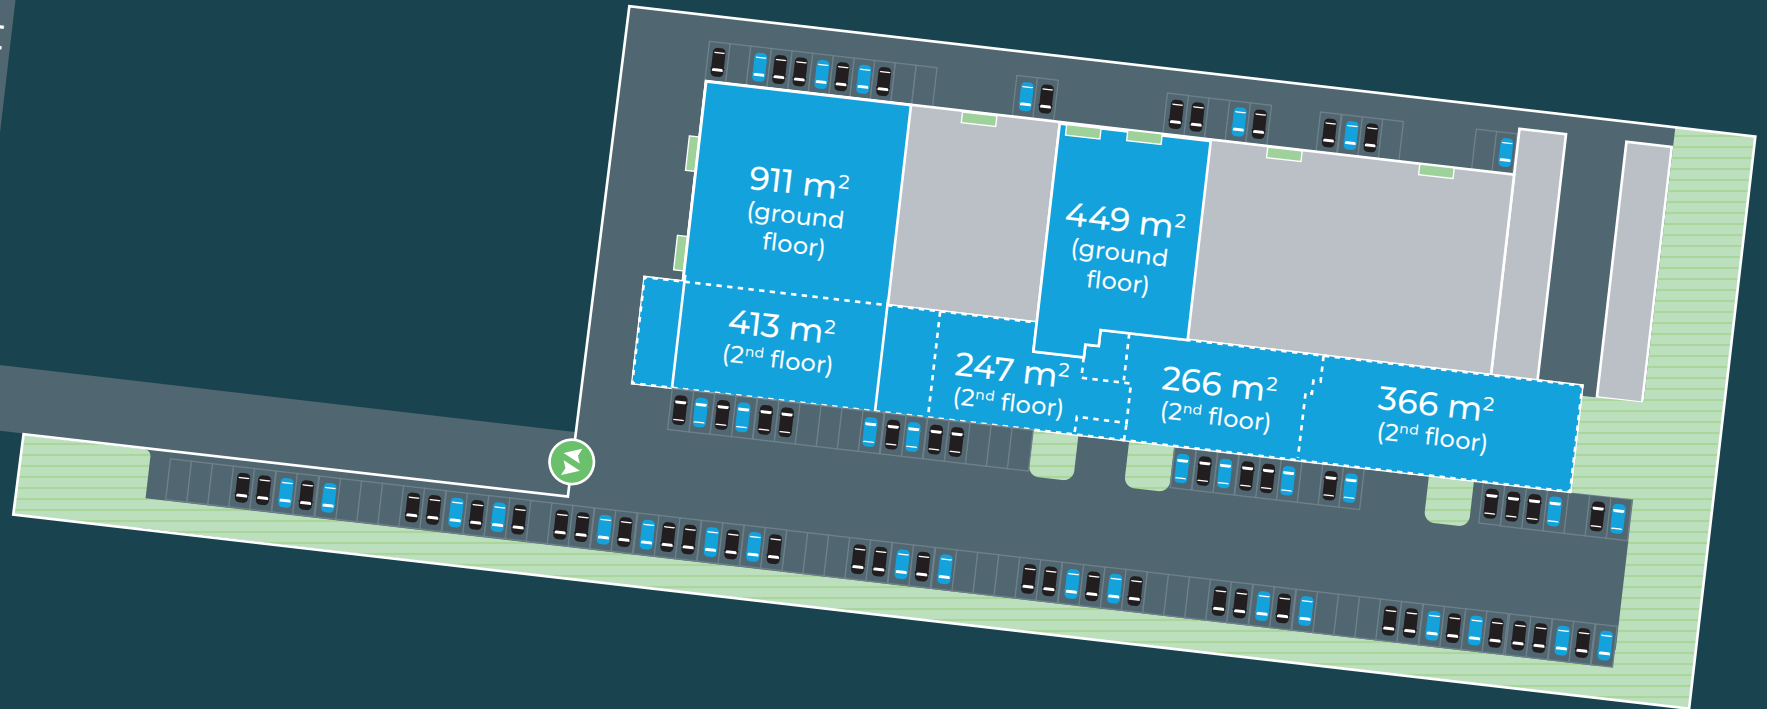 911 m²
(ground
floor)
449 m²
(ground
floor)
413 m²
(2nd floor)
247 m²
(2nd floor)
266 m²
(2nd floor)
366 m²
(2nd floor)